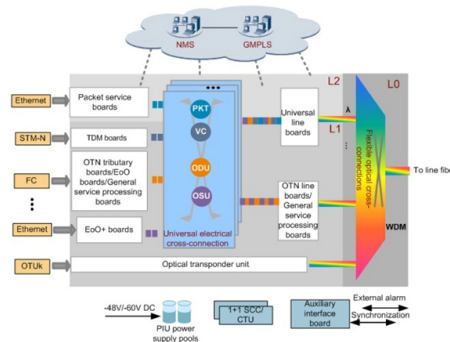 NMS
GMPLS
L2
L0
Ethernet
Packet service
boards
PKT
Universal
line
boards
λ
L1
STM-N
TDM boards
VC
FC
OTN tributary
boards/EoO
boards/General
service processing
boards
ODU
OSU
Flexible optical cross-
connections
To line fibe
OTN line
boards/
General
service
processing
boards
WDM
Ethernet
EoO+ boards
Universal electrical
cross-connection
OTUk
Optical transponder unit
-48V/-60V DC
PIU power
supply pools
1+1 SCC/
CTU
Auxiliary
interface
board
External alarm
Synchronization